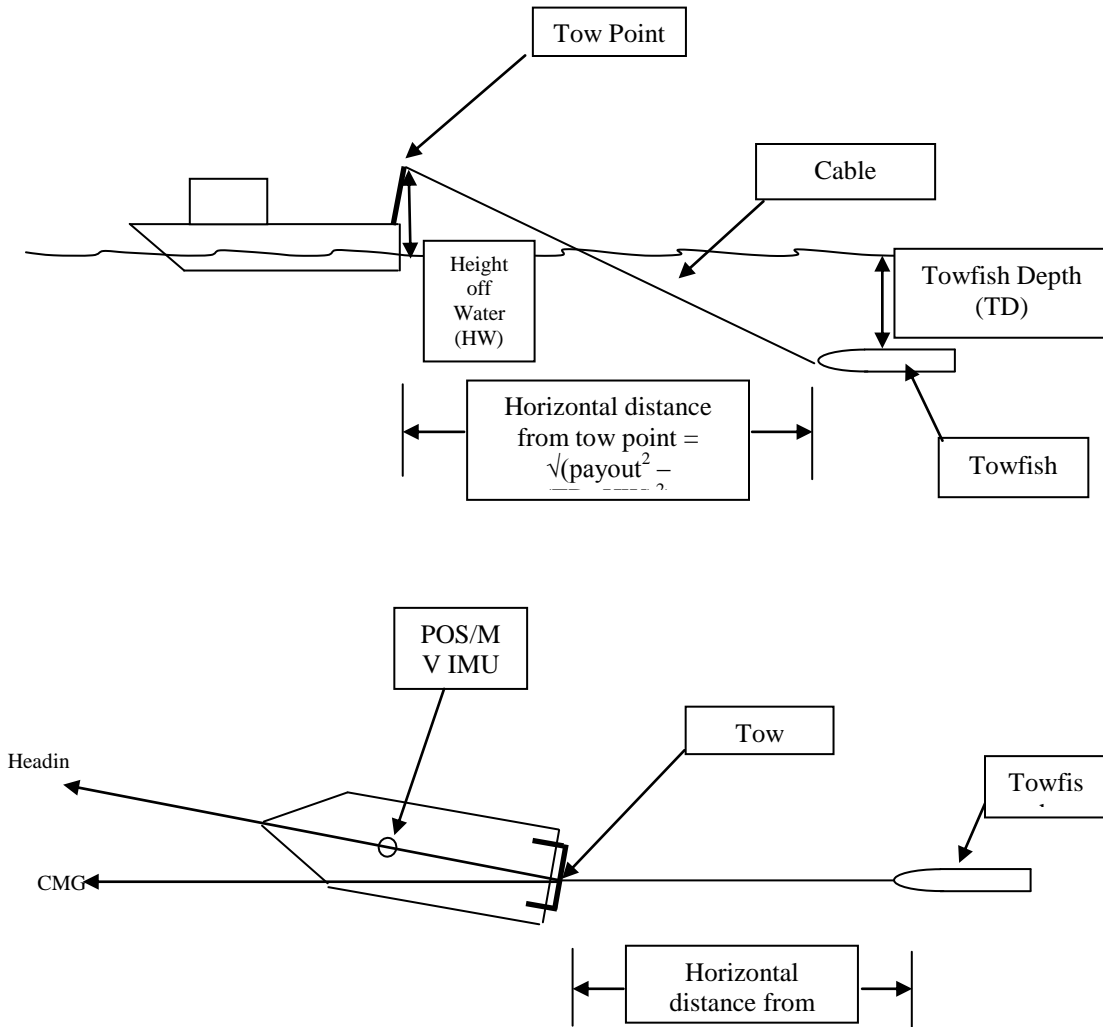 Tow Point
Cable
Height
off
Water
(HW)
Towfish Depth
(TD)
Horizontal distance
from tow point =
√(payout² –
Towfish
POS/M
V IMU
Tow
Headin
Towfis
CMG
Horizontal
distance from